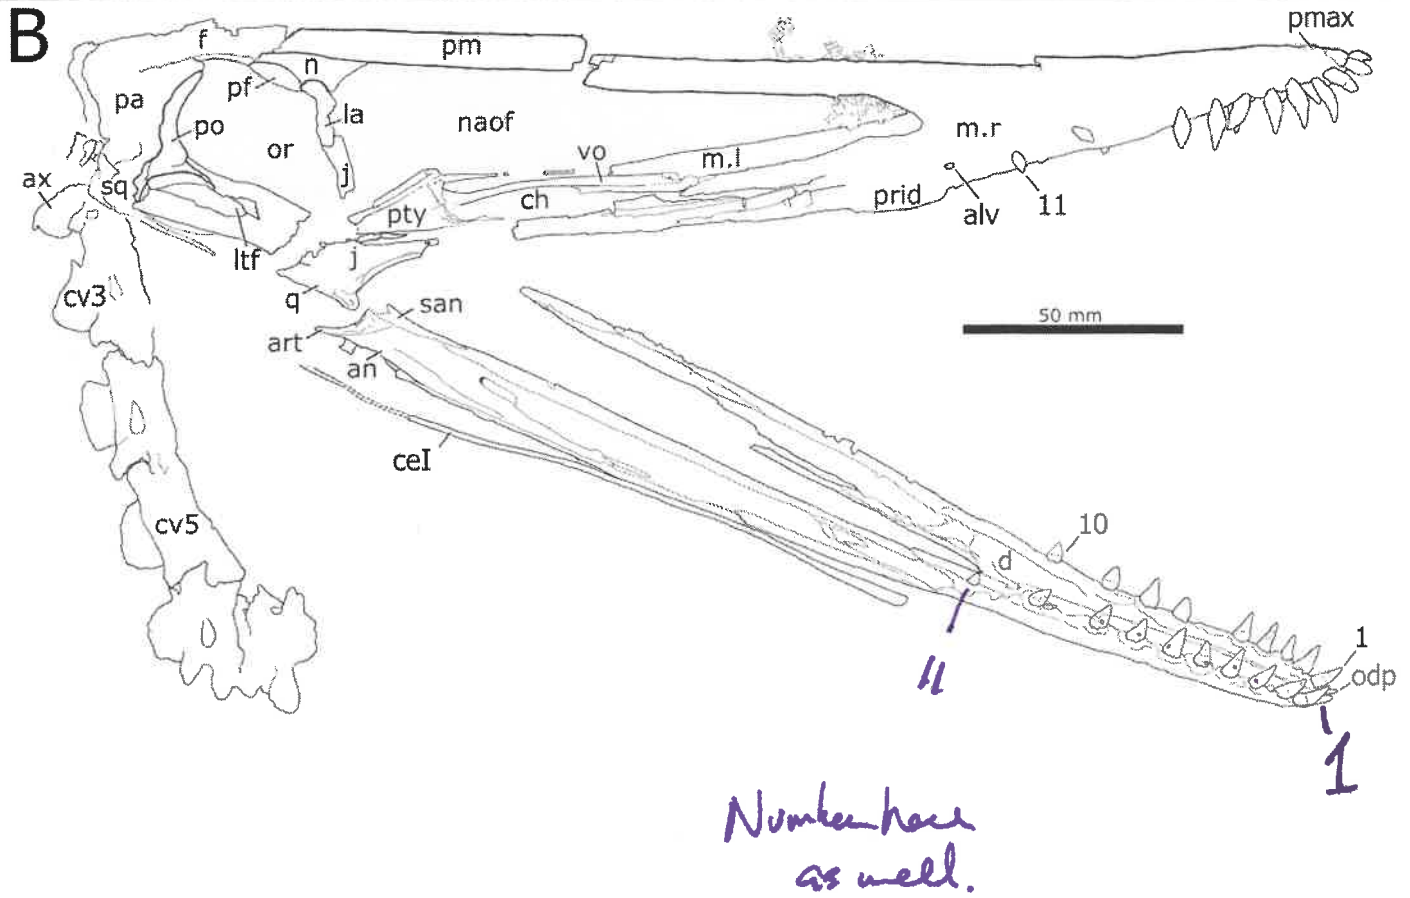 B
pmax
f
pm
n
pf
pa
la
po
naof
m.r
or
vo
m.l
j
ax
sq
ch
prid
pty
alv
11
ltf
j
cv3
q
50 mm
san
art
an
ceI
cv5
10
d
1
odp
11
1
Number here
as well.